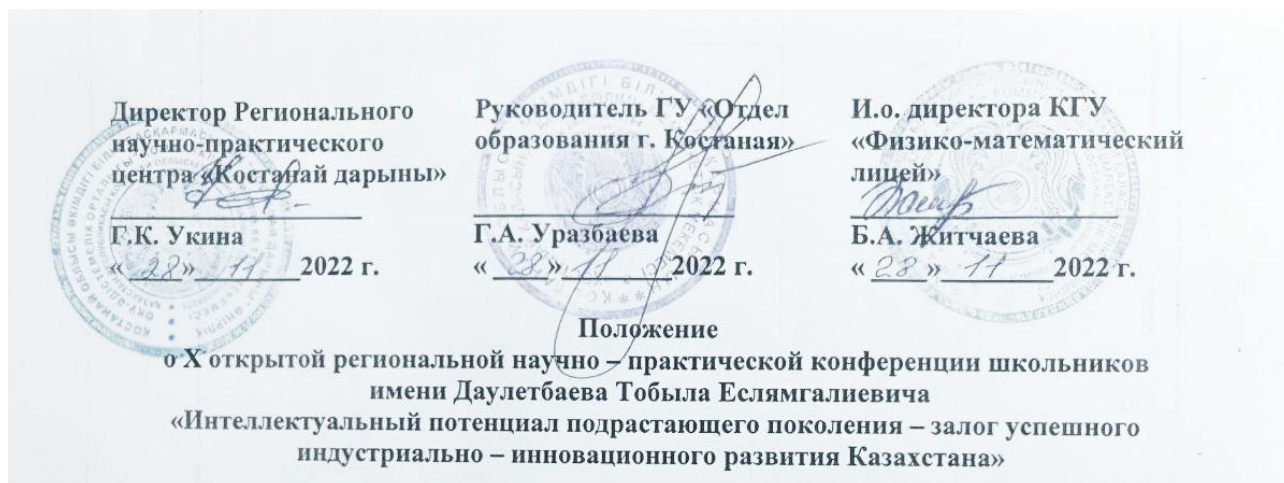 Директор Регионального
научно-практического
центра «Костанай дарыны»
Г.К. Укина
« 28 » 11 2022 г.
Руководитель ГУ «Отдел
образования г. Костаная»
Г.А. Уразбаева
« 28 » 11 2022 г.
И.о. директора КГУ
«Физико-математический
лицей»
Б.А. Житчаева
« 28 » 11 2022 г.
Положение
о X открытой региональной научно – практической конференции школьников
имени Даулетбаева Тобыла Еслямгалиевича
«Интеллектуальный потенциал подрастающего поколения – залог успешного
индустриально – инновационного развития Казахстана»